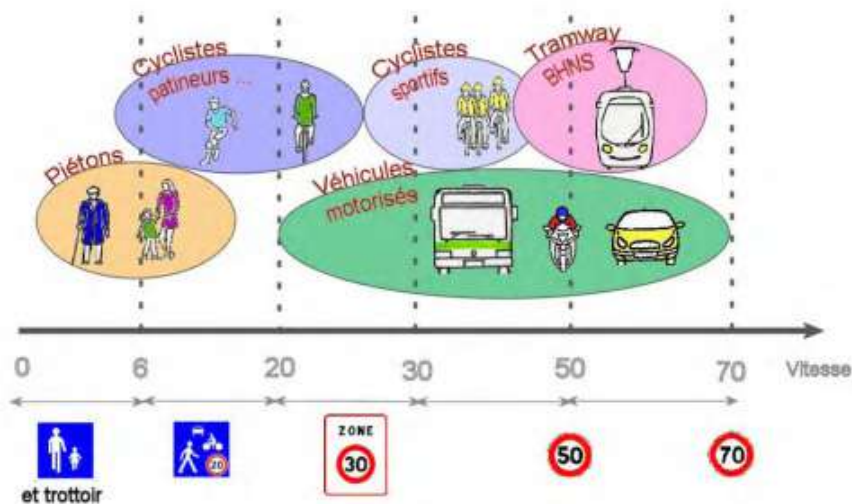 Cyclistes
patineurs ...
Cyclistes
sportifs
Tramway
BHNS
Piétons
Véhicules
motorisés
0 6 20 30 50 70 Vitesse
20
ZONE
30
50
70
et trottoir